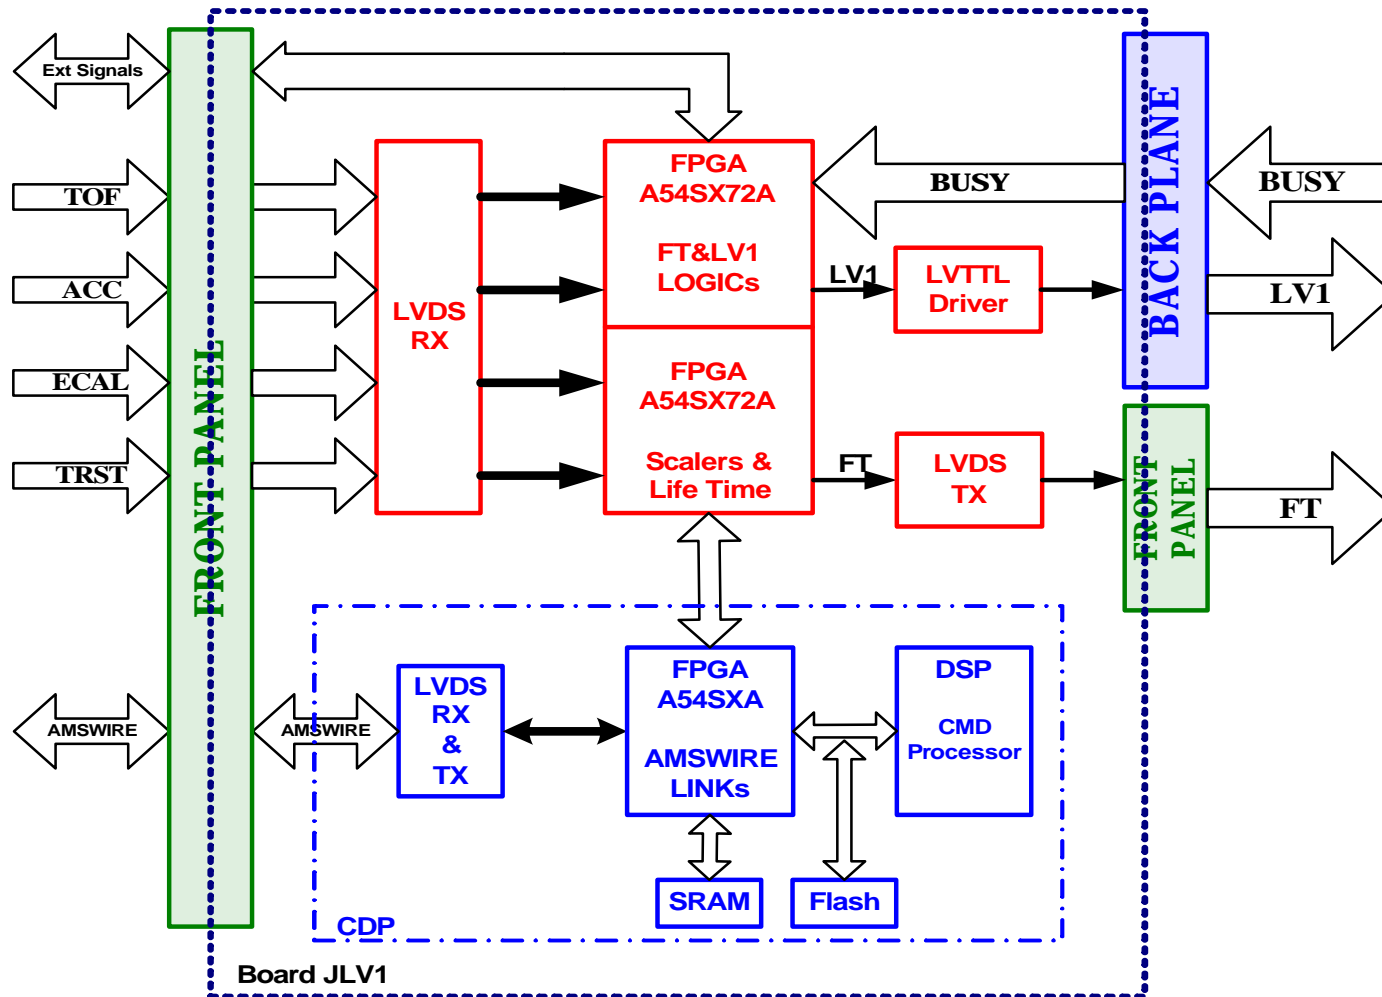 Ext Signals
TOF
ACC
ECAL
TRST
AMSWIRE
FRONT PANEL
AMSWIRE
LVDS
RX
FPGA
A54SX72A
FT&LV1
LOGICs
FPGA
A54SX72A
Scalers &
Life Time
BUSY
LV1
LVTTL
Driver
FT
LVDS
TX
BACK PLANE
FRONT
PANEL
BUSY
LV1
FT
LVDS
RX
&
TX
FPGA
A54SXA
AMSWIRE
LINKs
DSP
CMD
Processor
SRAM
Flash
CDP
Board JLV1